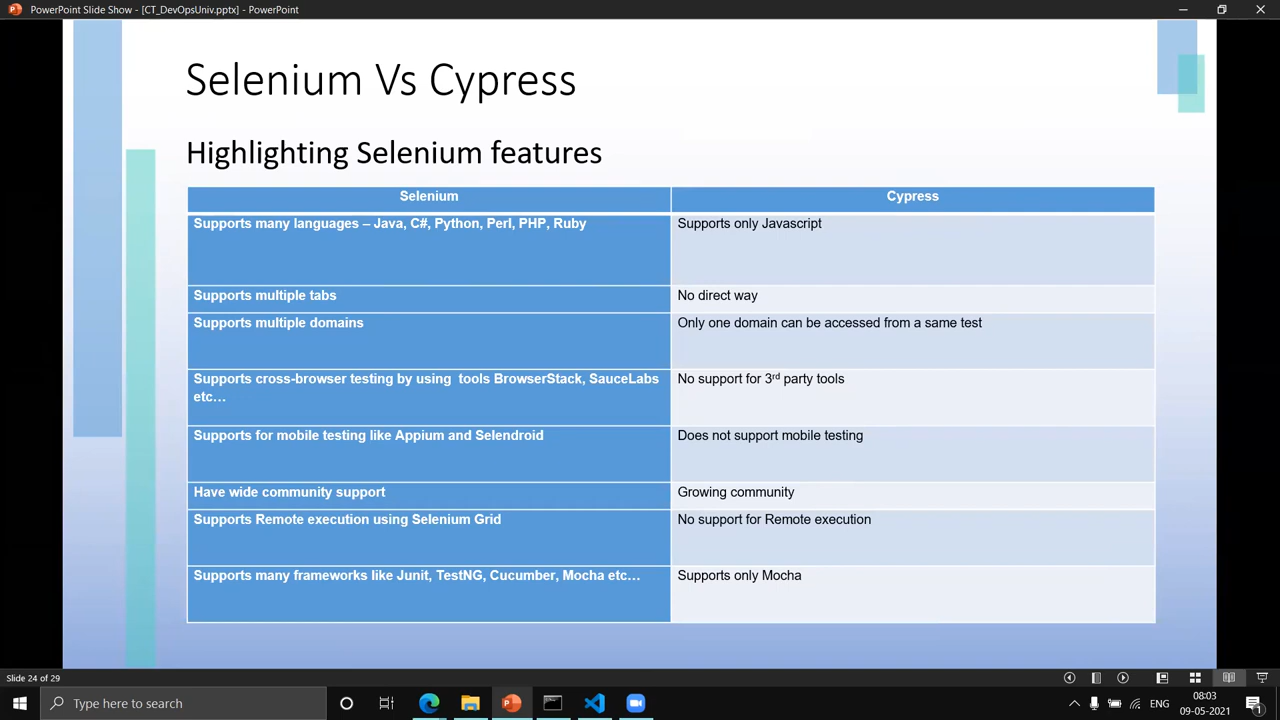 PowerPoint Slide Show - [CT_DevOpsUniv.pptx] - PowerPoint
Selenium Vs Cypress
Highlighting Selenium features
Selenium
Cypress
Supports many languages – Java, C#, Python, Perl, PHP, Ruby
Supports only Javascript
Supports multiple tabs
No direct way
Supports multiple domains
Only one domain can be accessed from a same test
Supports cross-browser testing by using  tools BrowserStack, SauceLabs
etc…
No support for 3rd party tools
Supports for mobile testing like Appium and Selendroid
Does not support mobile testing
Have wide community support
Growing community
Supports Remote execution using Selenium Grid
No support for Remote execution
Supports many frameworks like Junit, TestNG, Cucumber, Mocha etc…
Supports only Mocha
Slide 24 of 29
Type here to search
ENG
08:03
09-05-2021
1